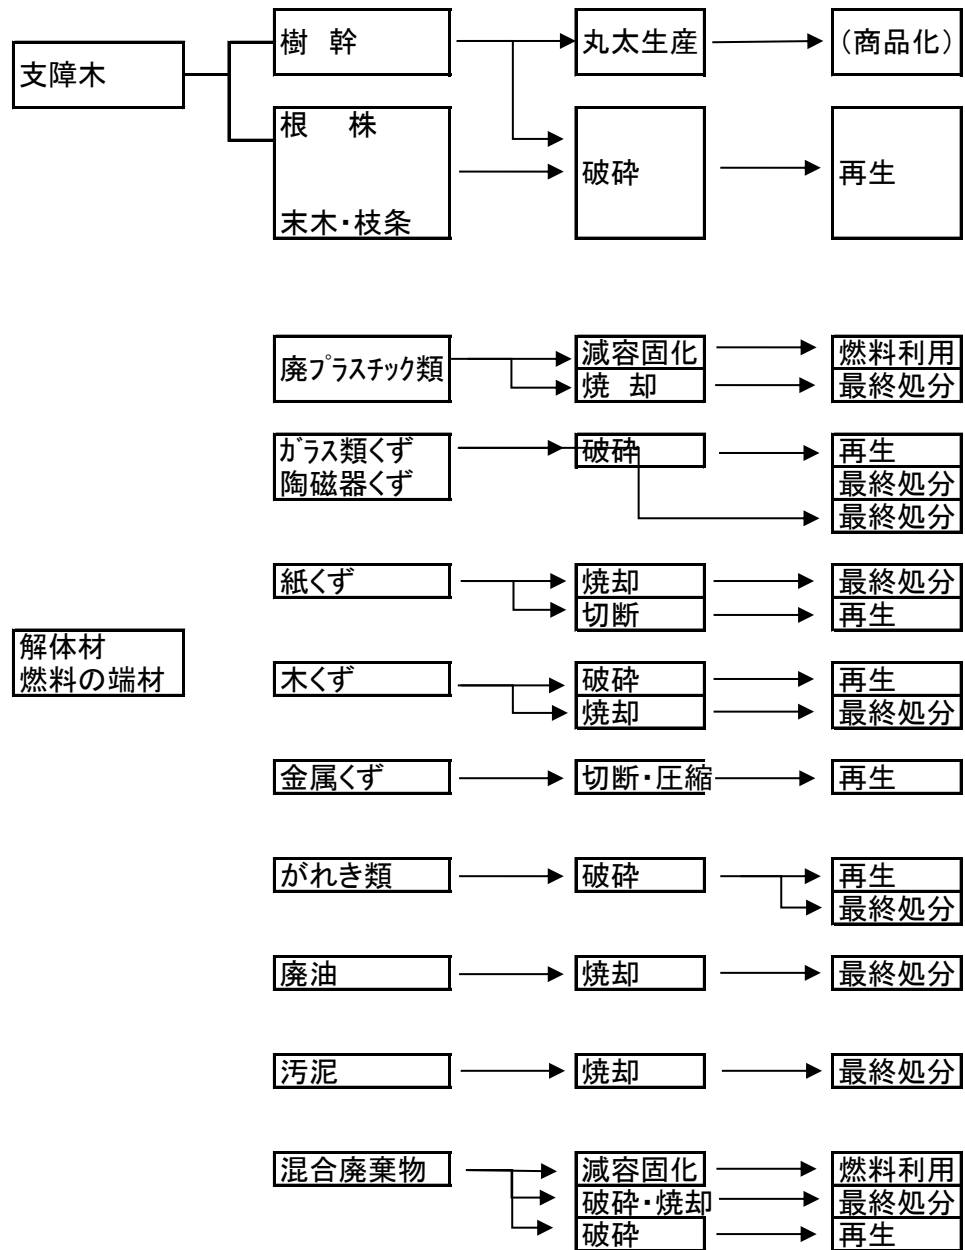 支障木
樹 幹
丸太生産
(商品化)
根 株
末木・枝条
破砕
再生
廃プラスチック類
減容固化
燃料利用
焼 却
最終処分
ガラス類くず
陶磁器くず
破砕
再生
最終処分
最終処分
紙くず
焼却
最終処分
切断
再生
解体材
燃料の端材
木くず
破砕
再生
焼却
最終処分
金属くず
切断・圧縮
再生
がれき類
破砕
再生
最終処分
廃油
焼却
最終処分
汚泥
焼却
最終処分
混合廃棄物
減容固化
燃料利用
破砕・焼却
最終処分
破砕
再生